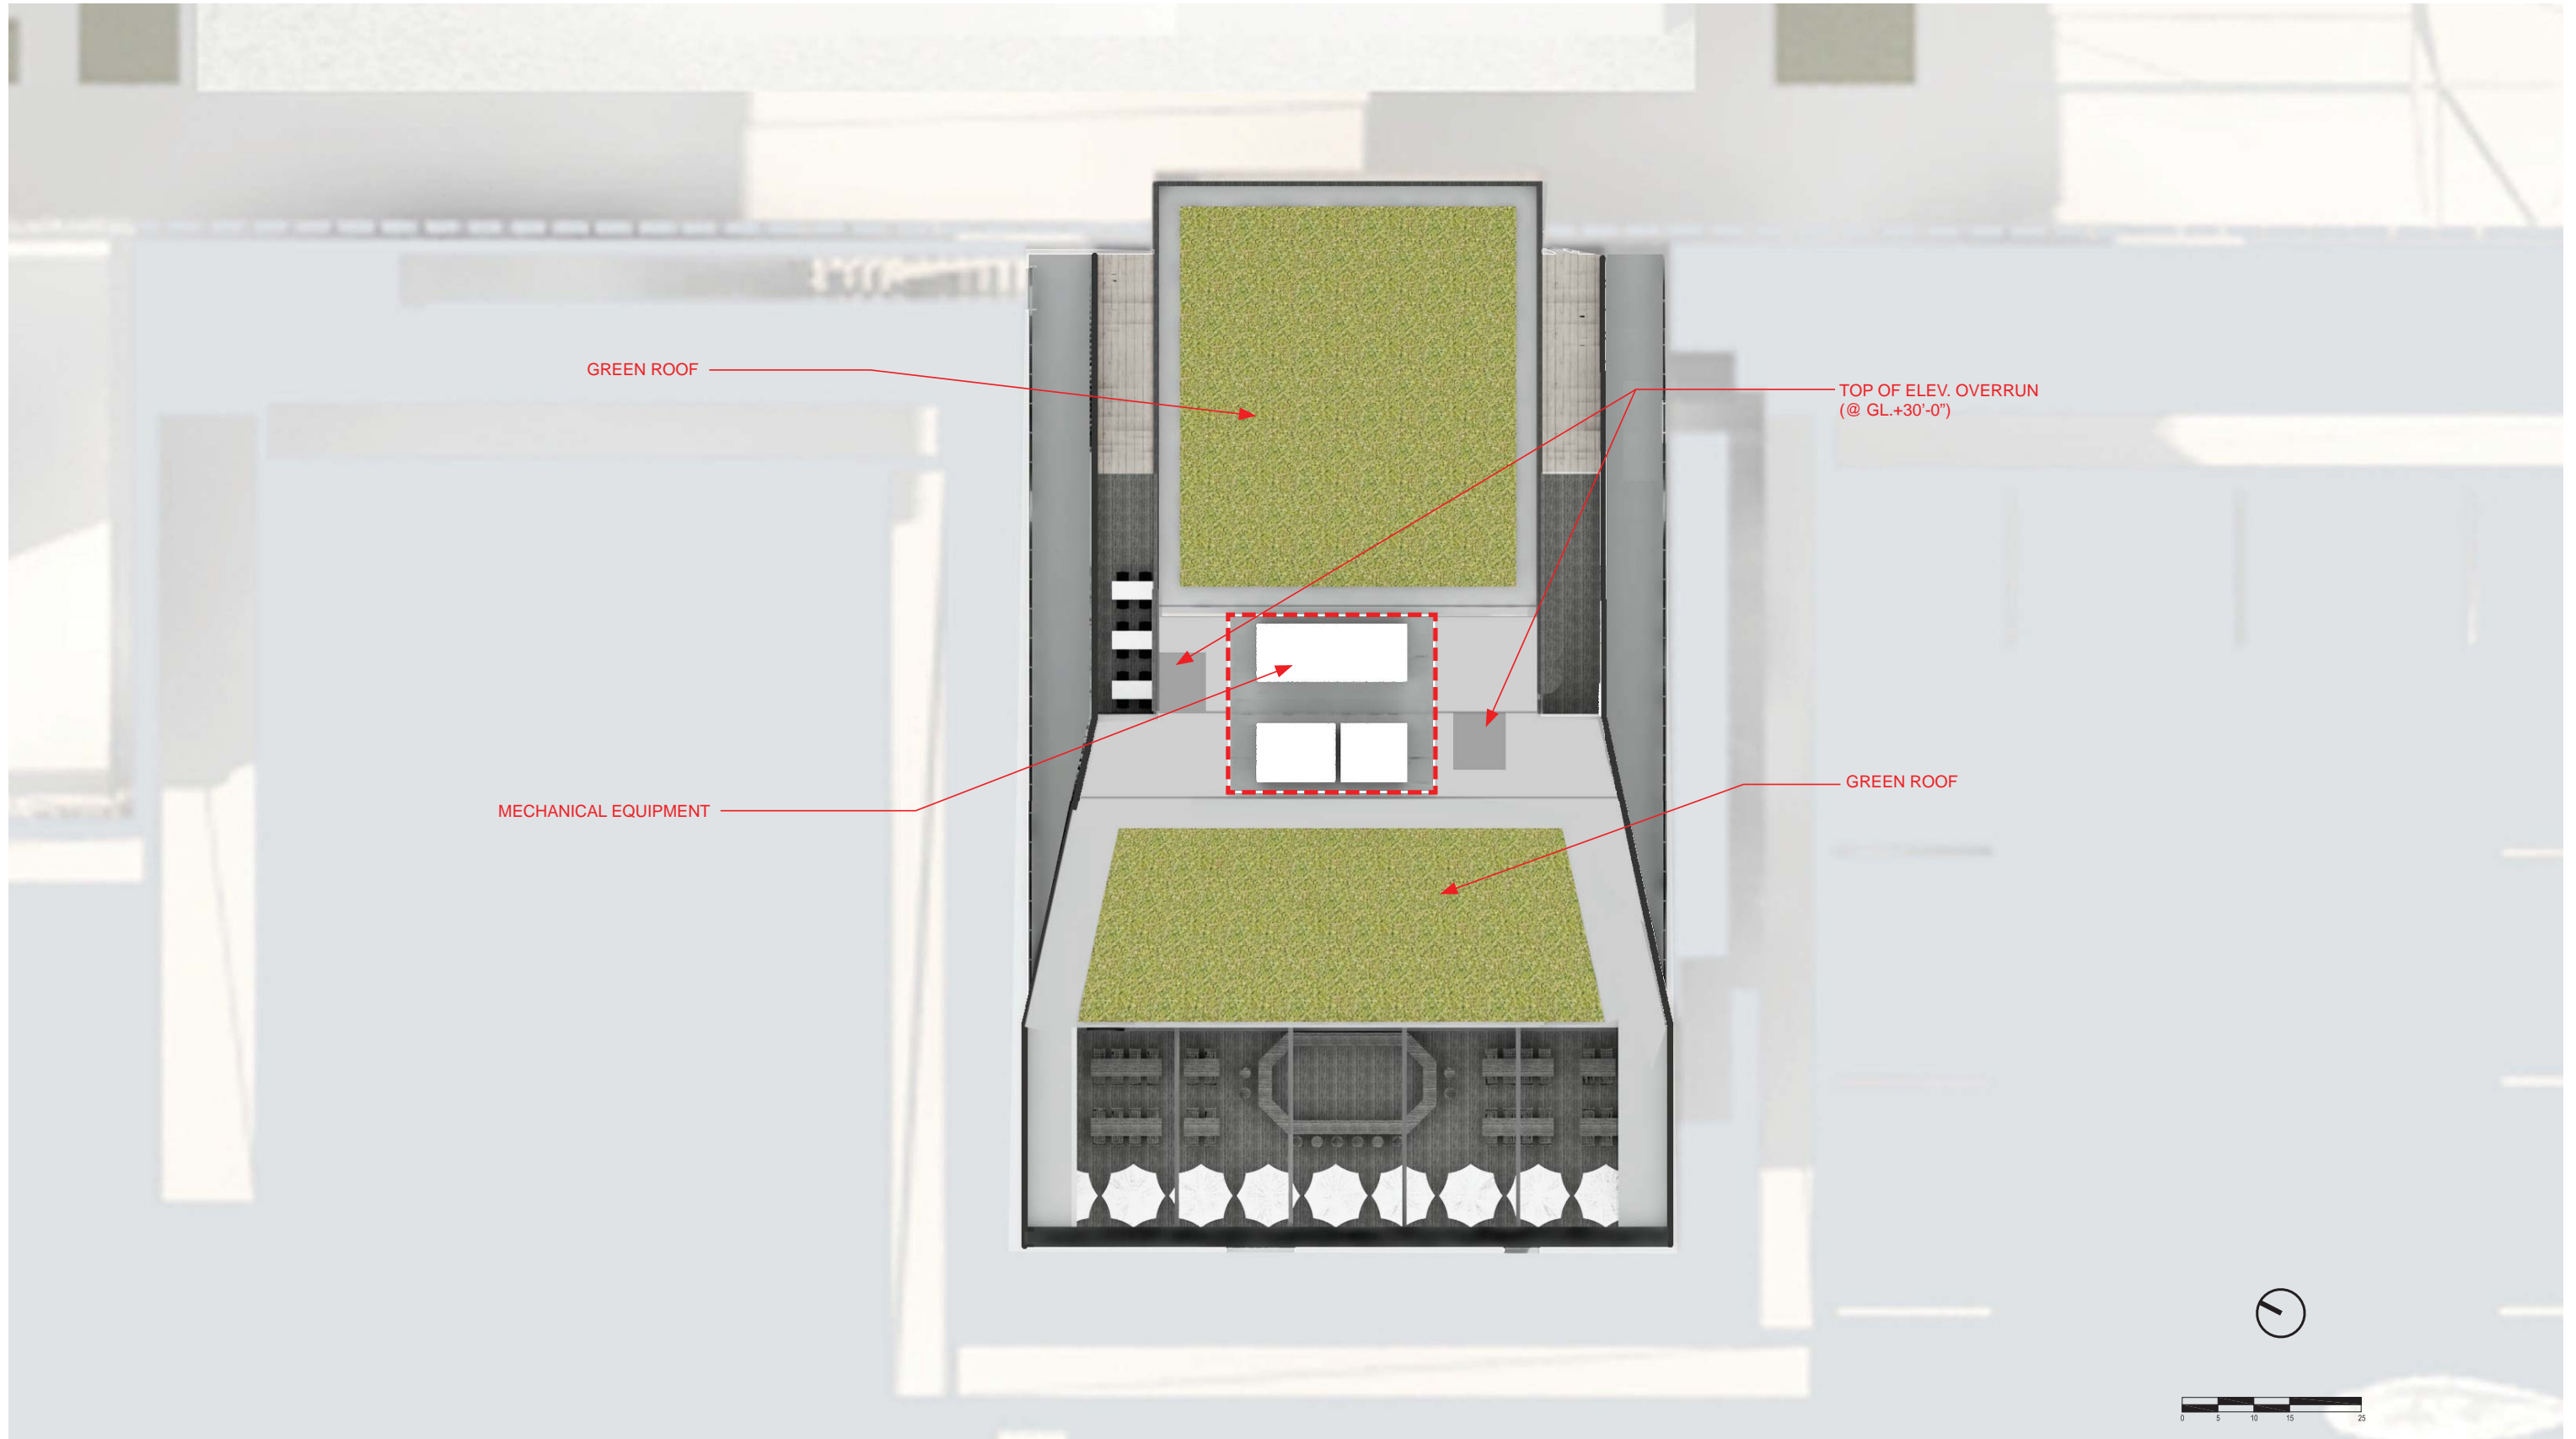 GREEN ROOF
TOP OF ELEV. OVERRUN
(@ GL.+30'-0")
GREEN ROOF
MECHANICAL EQUIPMENT
0 5 10 15 25